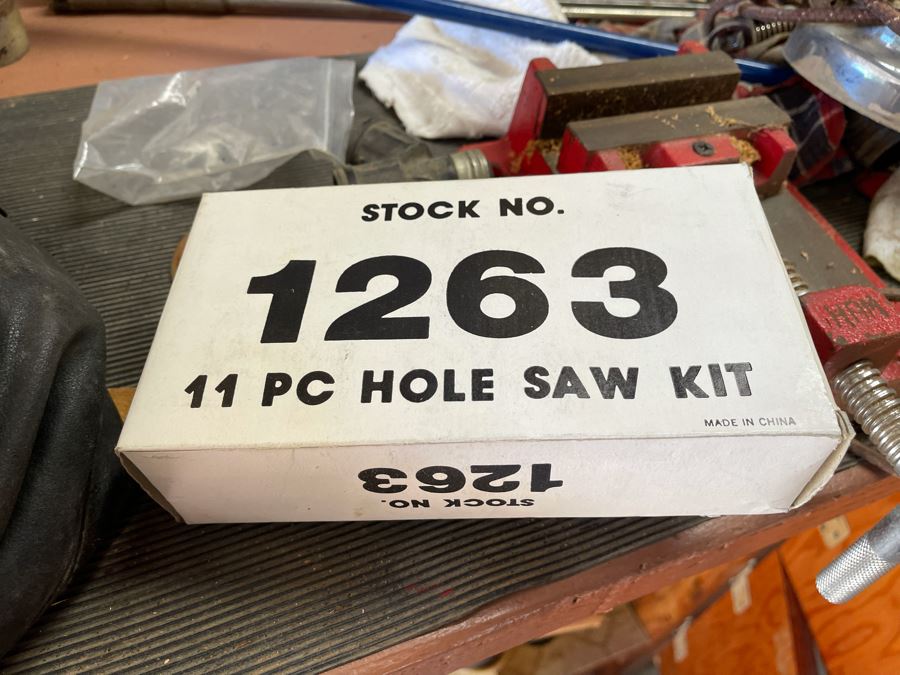 STOCK NO.
1263
11 PC HOLE SAW KIT
MADE IN CHINA
STOCK NO.
1263